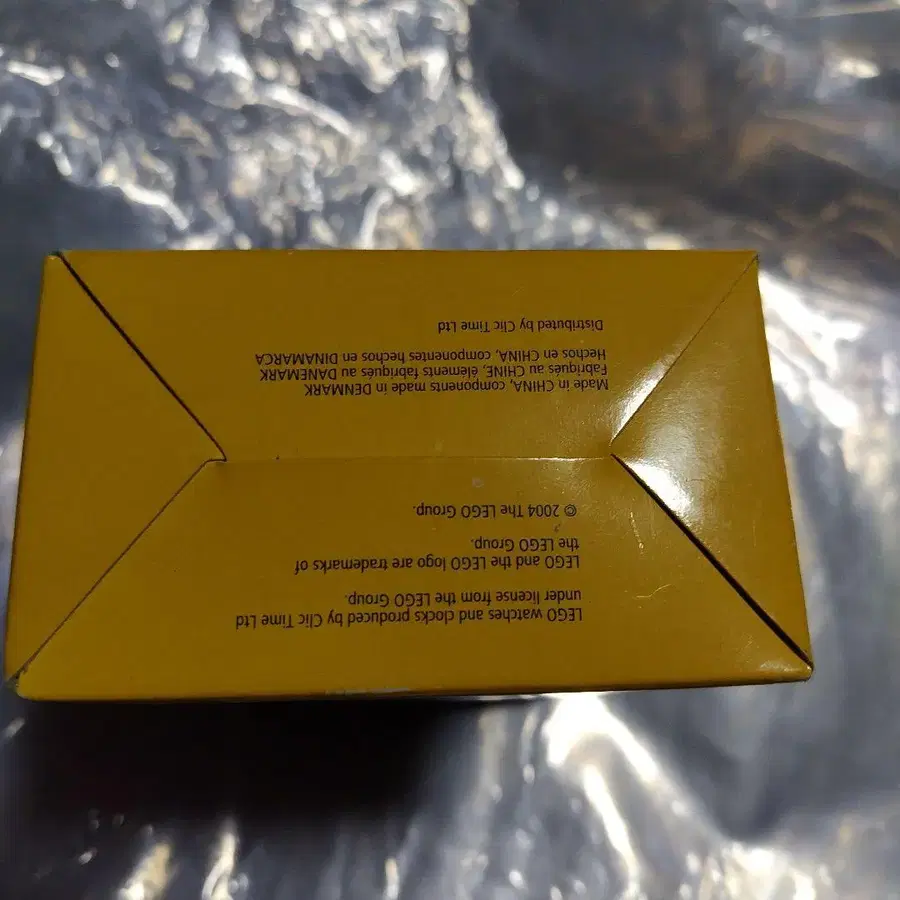 LEGO watches and clocks produced by Clic Time Ltd
under license from the LEGO Group.
LEGO and the LEGO logo are trademarks of
the LEGO Group.
© 2004 The LEGO Group.
Made in CHINA, components made in DENMARK
Fabriqués au CHINE, éléments fabriqués au DANEMARK
Hechos en CHINA, componentes hechos en DINAMARCA
Distributed by Clic Time Ltd